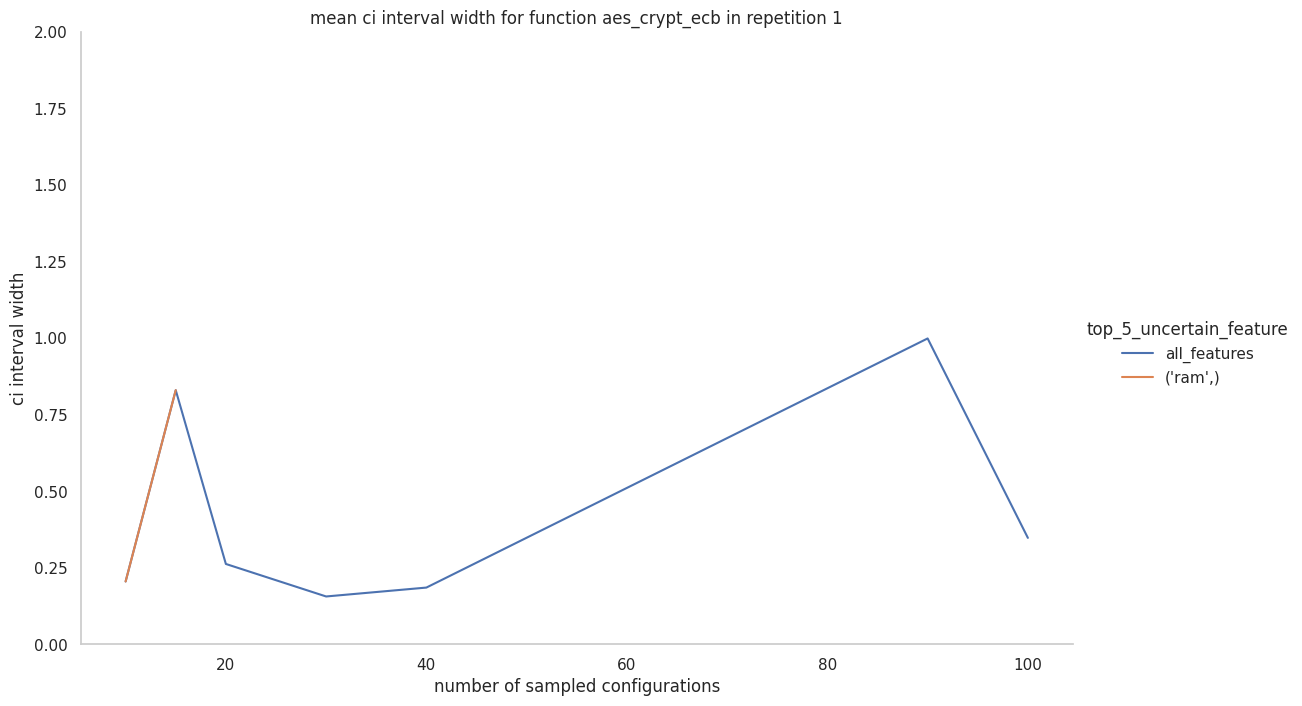 mean ci interval width for function aes_crypt_ecb in repetition 1
2.00
1.75
1.50
1.25
1.00
0.75
0.50
0.25
0.00
ci interval width
20 40 60 80 100
number of sampled configurations
top_5_uncertain_feature
all_features
('ram',)